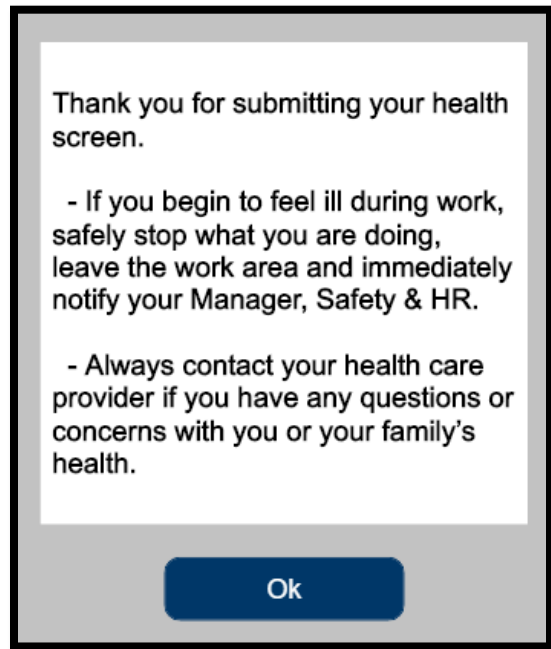 Thank you for submitting your health
screen.
- If you begin to feel ill during work,
safely stop what you are doing,
leave the work area and immediately
notify your Manager, Safety & HR.
- Always contact your health care
provider if you have any questions or
concerns with you or your family's
health.
Ok